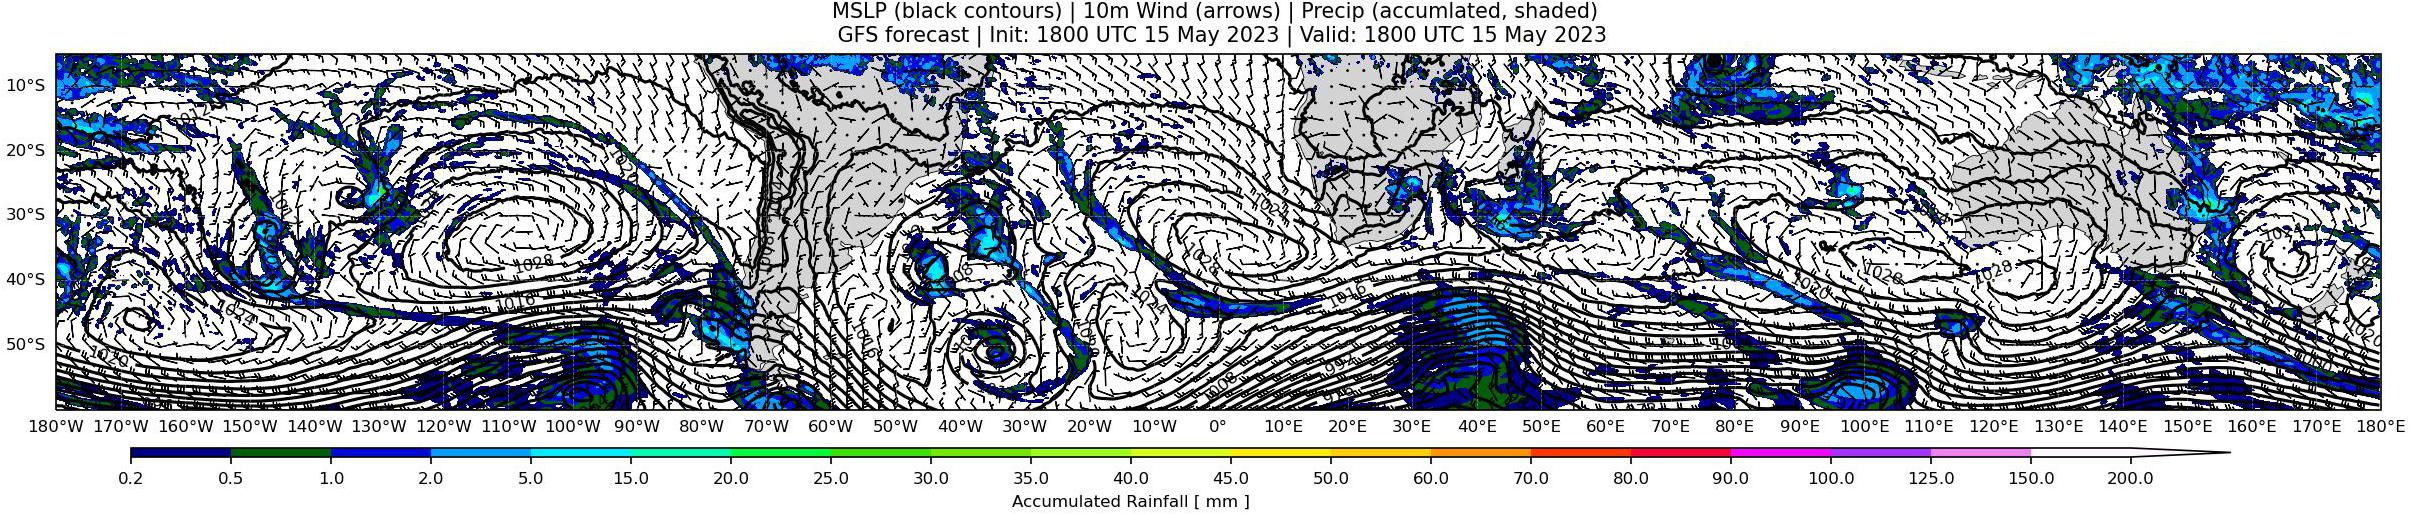 MSLP (black contours) | 10m Wind (arrows) | Precip (accumlated, shaded)
GFS forecast | Init: 1800 UTC 15 May 2023 | Valid: 1800 UTC 15 May 2023
10°S
20°S
30°S
40°S
50°S
1028
1018
1024
1028
1024
1016
1028
1028
180°W 170°W 160°W 150°W 140°W 130°W 120°W 110°W 100°W 90°W 80°W 70°W 60°W 50°W 40°W 30°W 20°W 10°W 0° 10°E 20°E 30°E 40°E 50°E 60°E 70°E 80°E 90°E 100°E 110°E 120°E 130°E 140°E 150°E 160°E 170°E 180°E
0.2 0.5 1.0 2.0 5.0 15.0 20.0 25.0 30.0 35.0 40.0 45.0 50.0 60.0 70.0 80.0 90.0 100.0 125.0 150.0 200.0
Accumulated Rainfall [ mm ]